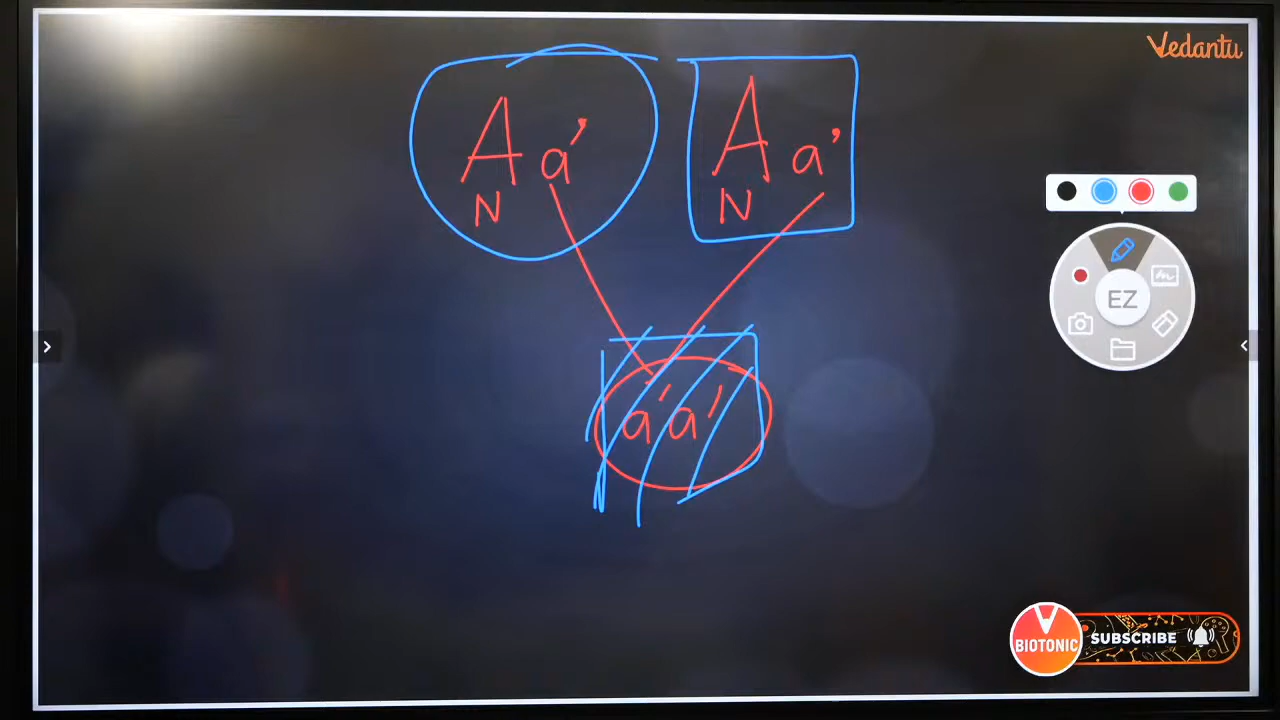 Vedantu
A a' A a'
N N
EZ
a' a'
BIOTONIC SUBSCRIBE